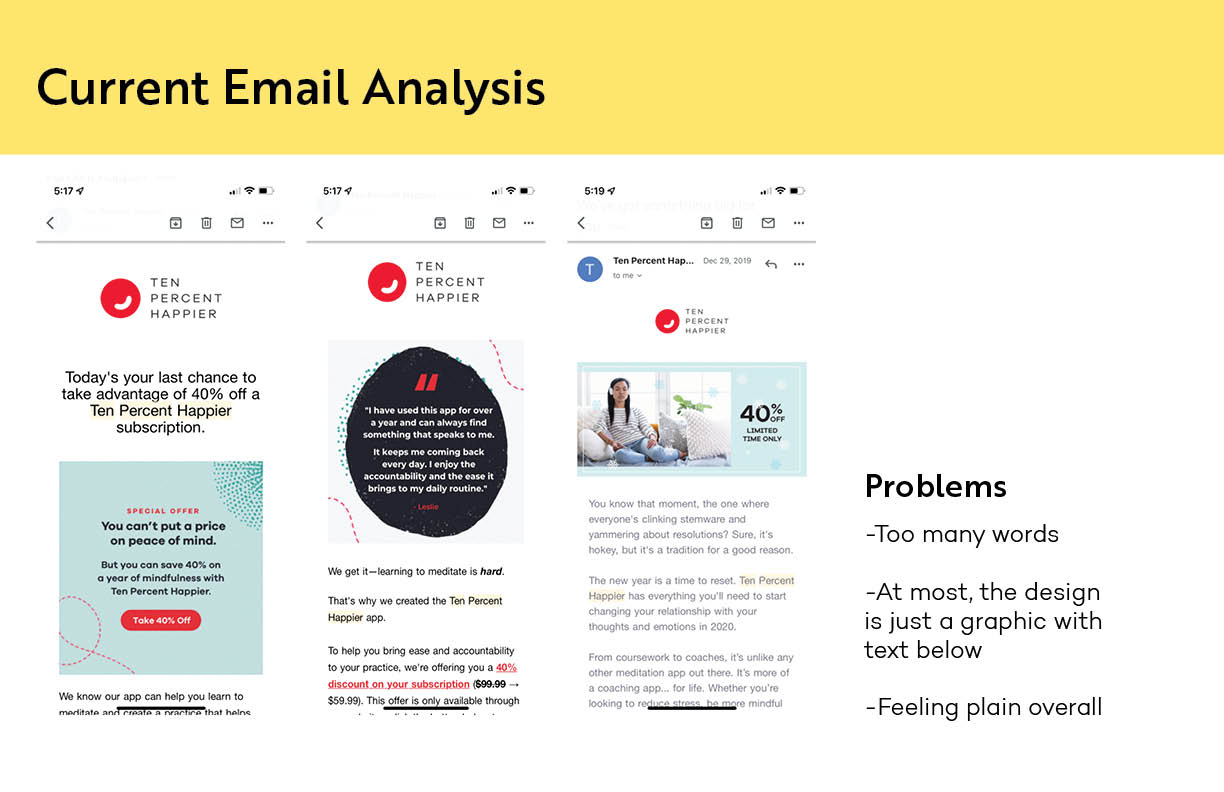 Current Email Analysis
5:17
TEN
PERCENT
HAPPIER
Today's your last chance to
take advantage of 40% off a
Ten Percent Happier
subscription.
SPECIAL OFFER
You can't put a price
on peace of mind.
But you can save 40% on
a year of mindfulness with
Ten Percent Happier.
Take 40% Off
We know our app can help you learn to
meditate and create a practice that helps
5:17
TEN
PERCENT
HAPPIER
"I have used this app for over
a year and can always find
something that speaks to me.
It keeps me coming back
every day. I enjoy the
accountability and the ease it
brings to my daily routine."
- Leslie
We get it—learning to meditate is hard.
That's why we created the Ten Percent
Happier app.
To help you bring ease and accountability
to your practice, we're offering you a 40%
discount on your subscription ($99.99 →
$59.99). This offer is only available through
5:19
We've got something big for
T
Ten Percent Hap... Dec 29, 2019
to me
TEN
PERCENT
HAPPIER
40% OFF
LIMITED
TIME ONLY
You know that moment, the one where
everyone's clinking stemware and
yammering about resolutions? Sure, it's
hokey, but it's a tradition for a good reason.
The new year is a time to reset. Ten Percent
Happier has everything you'll need to start
changing your relationship with your
thoughts and emotions in 2020.
From coursework to coaches, it's unlike any
other meditation app out there. It's more of
a coaching app... for life. Whether you're
looking to reduce stress, be more mindful
Problems
-Too many words
-At most, the design
is just a graphic with
text below
-Feeling plain overall